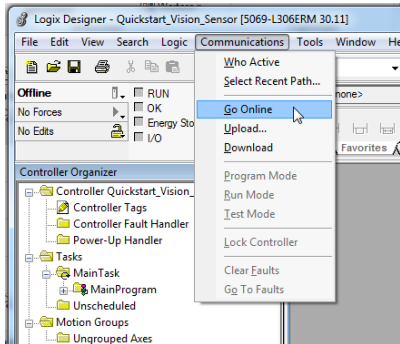 Logix Designer - Quickstart_Vision_Sensor [5069-L306ERM 30.11]
File Edit View Search Logic Communications Tools Window He
Offline
RUN
No Forces
OK
Energy Sto
No Edits
I/O
Who Active
Select Recent Path...
Go Online
Upload...
Download
Program Mode
Run Mode
Test Mode
Lock Controller
Clear Faults
Go To Faults
none>
Favorites
Controller Organizer
Controller Quickstart_Vision_
Controller Tags
Controller Fault Handler
Power-Up Handler
Tasks
MainTask
MainProgram
Unscheduled
Motion Groups
Ungrouped Axes